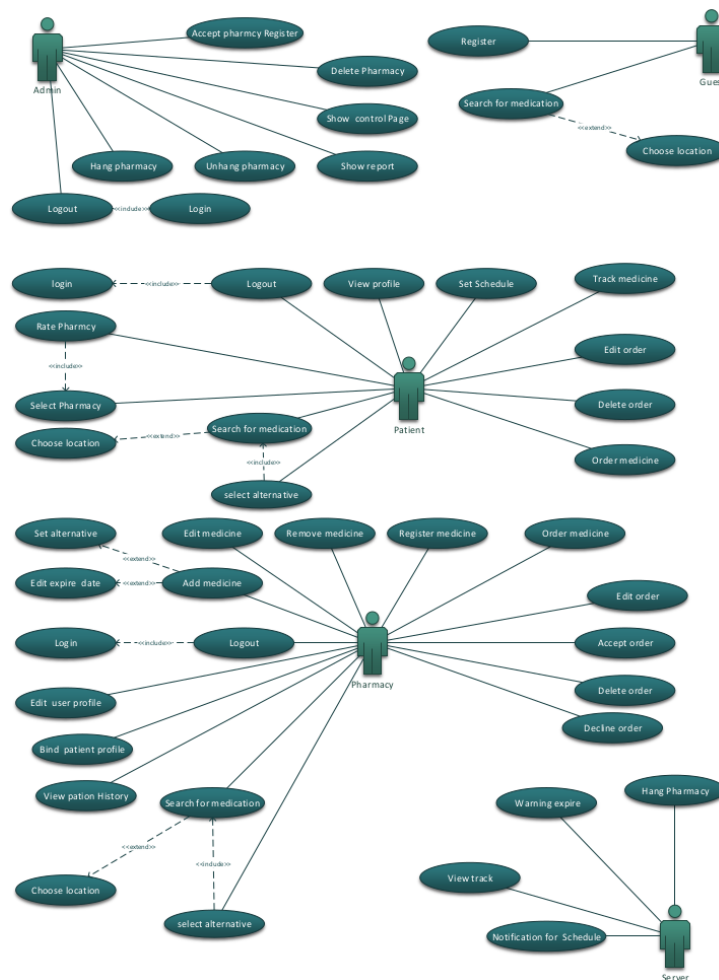 Accept pharmcy Register
Register
Delete Pharmacy
Admin
Gues
Search for medication
Show control Page
<<extend>>
Choose location
Hang pharmacy
Unhang pharmacy
Show report
Logout
<<include>>
Login
login
<<include>>
Logout
View profile
Set Schedule
Track medicine
Rate Pharmcy
Edit order
<<include>>
Select Pharmacy
Delete order
Patient
Search for medication
Choose location
<<extend>>
Order medicine
<<include>>
select alternative
Set alternative
Edit medicine
Remove medicine
Register medicine
Order medicine
<<extend>>
Edit expire date
<<extend>>
Add medicine
Edit order
Login
<<include>>
Logout
Accept order
Pharmacy
Delete order
Edit user profile
Decline order
Bind patient profile
View pation History
Search for medication
Warning expire
Hang Pharmacy
<<extend>>
<<include>>
Choose location
View track
select alternative
Notification for Schedule
Server